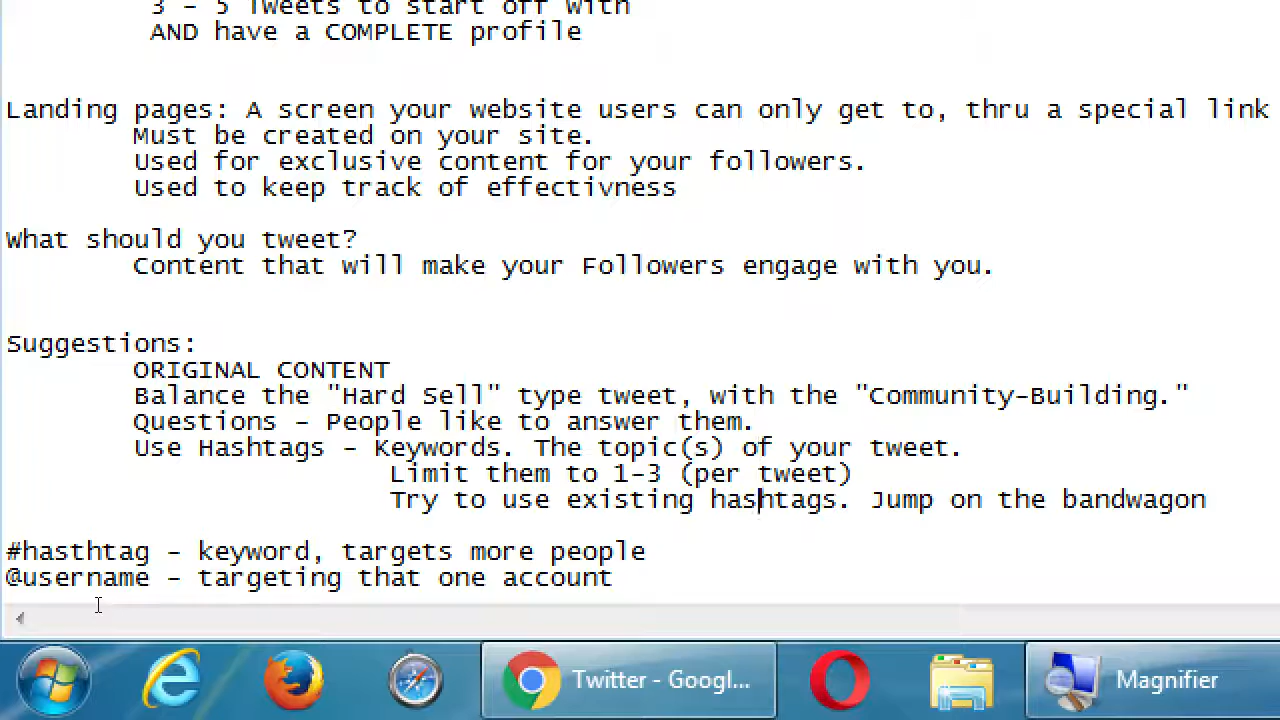 3 - 5 Tweets to start off with
AND have a COMPLETE profile
Landing pages: A screen your website users can only get to, thru a special link
Must be created on your site.
Used for exclusive content for your followers.
Used to keep track of effectivness
What should you tweet?
Content that will make your Followers engage with you.
Suggestions:
ORIGINAL CONTENT
Balance the "Hard Sell" type tweet, with the "Community-Building."
Questions - People like to answer them.
Use Hashtags - Keywords. The topic(s) of your tweet.
Limit them to 1-3 (per tweet)
Try to use existing hashtags. Jump on the bandwagon
#hasthtag - keyword, targets more people
@username - targeting that one account
Twitter - Googl...
Magnifier